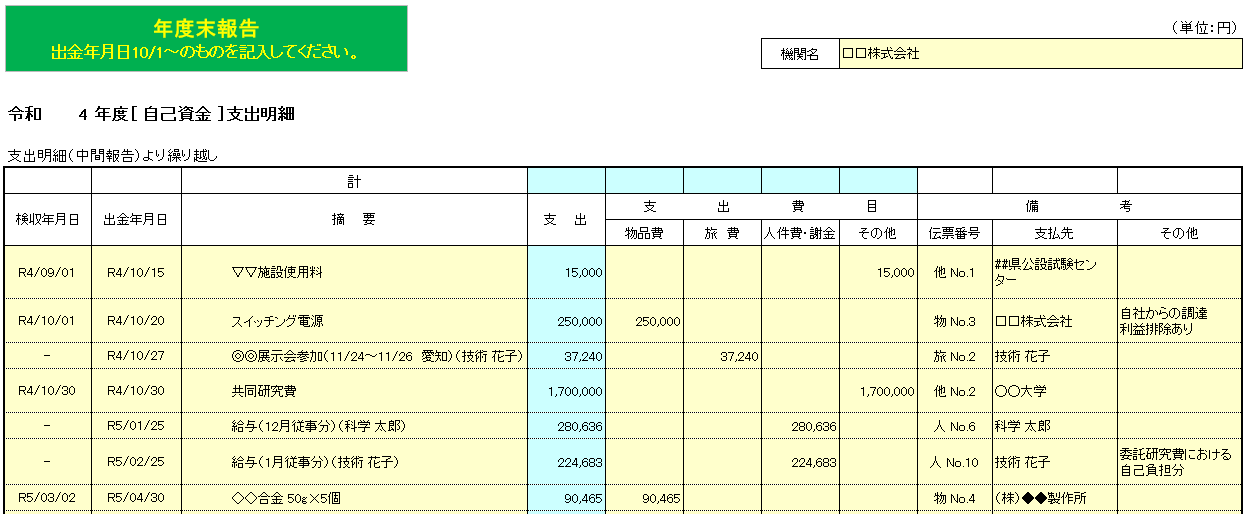 年度末報告
出金年月日10/1～のものを記入してください。
（単位：円）
機関名 □□株式会社
令和 4 年度[ 自己資金 ]支出明細
支出明細（中間報告）より繰り越し
計
検収年月日 出金年月日 摘 要 支 出 支 出 費 目 備 考
物品費 旅 費 人件費・謝金 その他 伝票番号 支払先 その他
R4/09/01 R4/10/15 ▽▽施設使用料 15,000 15,000 他 No.1 ##県公設試験セン
ター
R4/10/01 R4/10/20 スイッチング電源 250,000 250,000 物 No.3 □□株式会社 自社からの調達
利益排除あり
- R4/10/27 ◎◎展示会参加（11/24～11/26 愛知）（技術 花子） 37,240 37,240 旅 No.2 技術 花子
R4/10/30 R4/10/30 共同研究費 1,700,000 1,700,000 他 No.2 〇〇大学
- R5/01/25 給与（12月従事分）（科学 太郎） 280,636 280,636 人 No.6 科学 太郎
- R5/02/25 給与（1月従事分）（技術 花子） 224,683 224,683 人 No.10 技術 花子 委託研究費における
自己負担分
R5/03/02 R5/04/30 ◇◇合金 50g×5個 90,465 90,465 物 No.4 （株）◆◆製作所